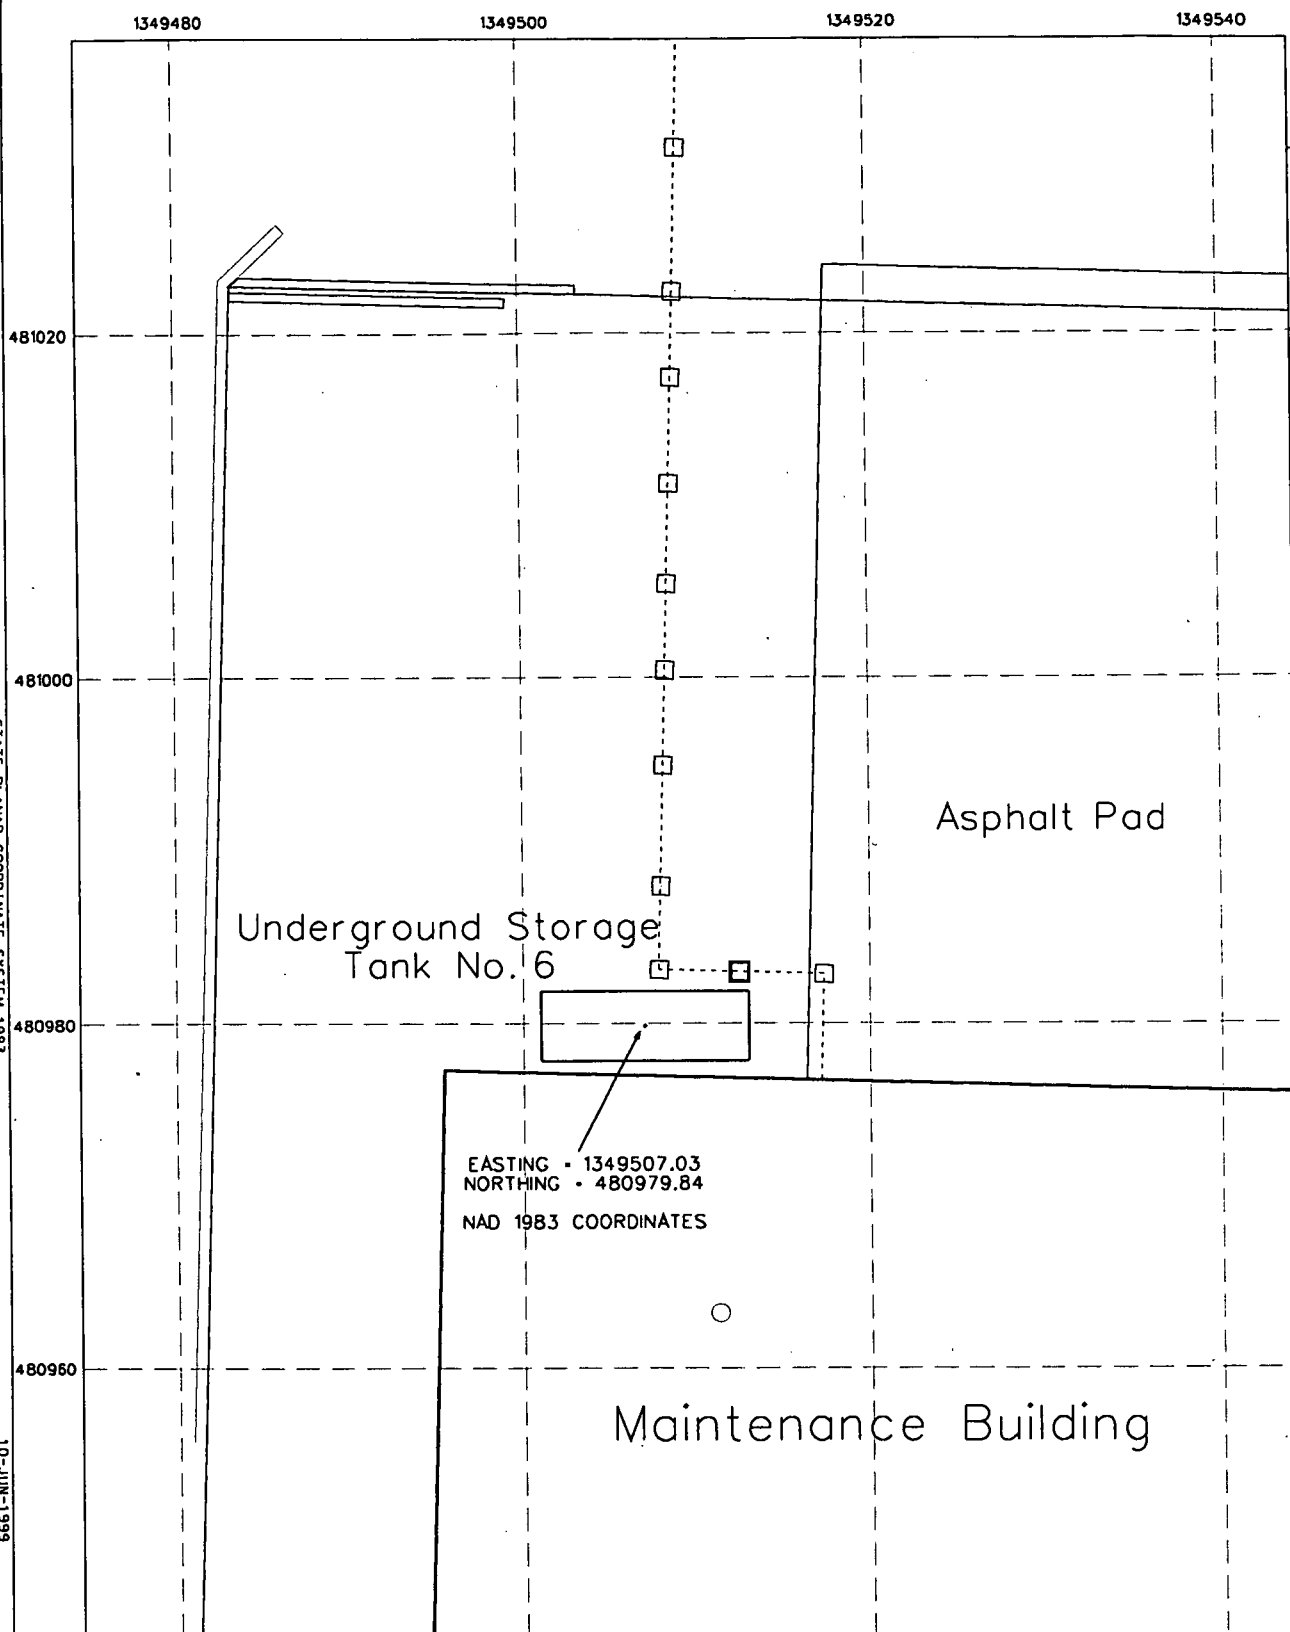 1349480 1349500 1349520 1349540
481020
481000
Asphalt Pad
Underground Storage
Tank No. 6
480980
EASTING - 1349507.03
NORTHING - 480979.84
NAD 1983 COORDINATES
480960
Maintenance Building
10-JUN-1999